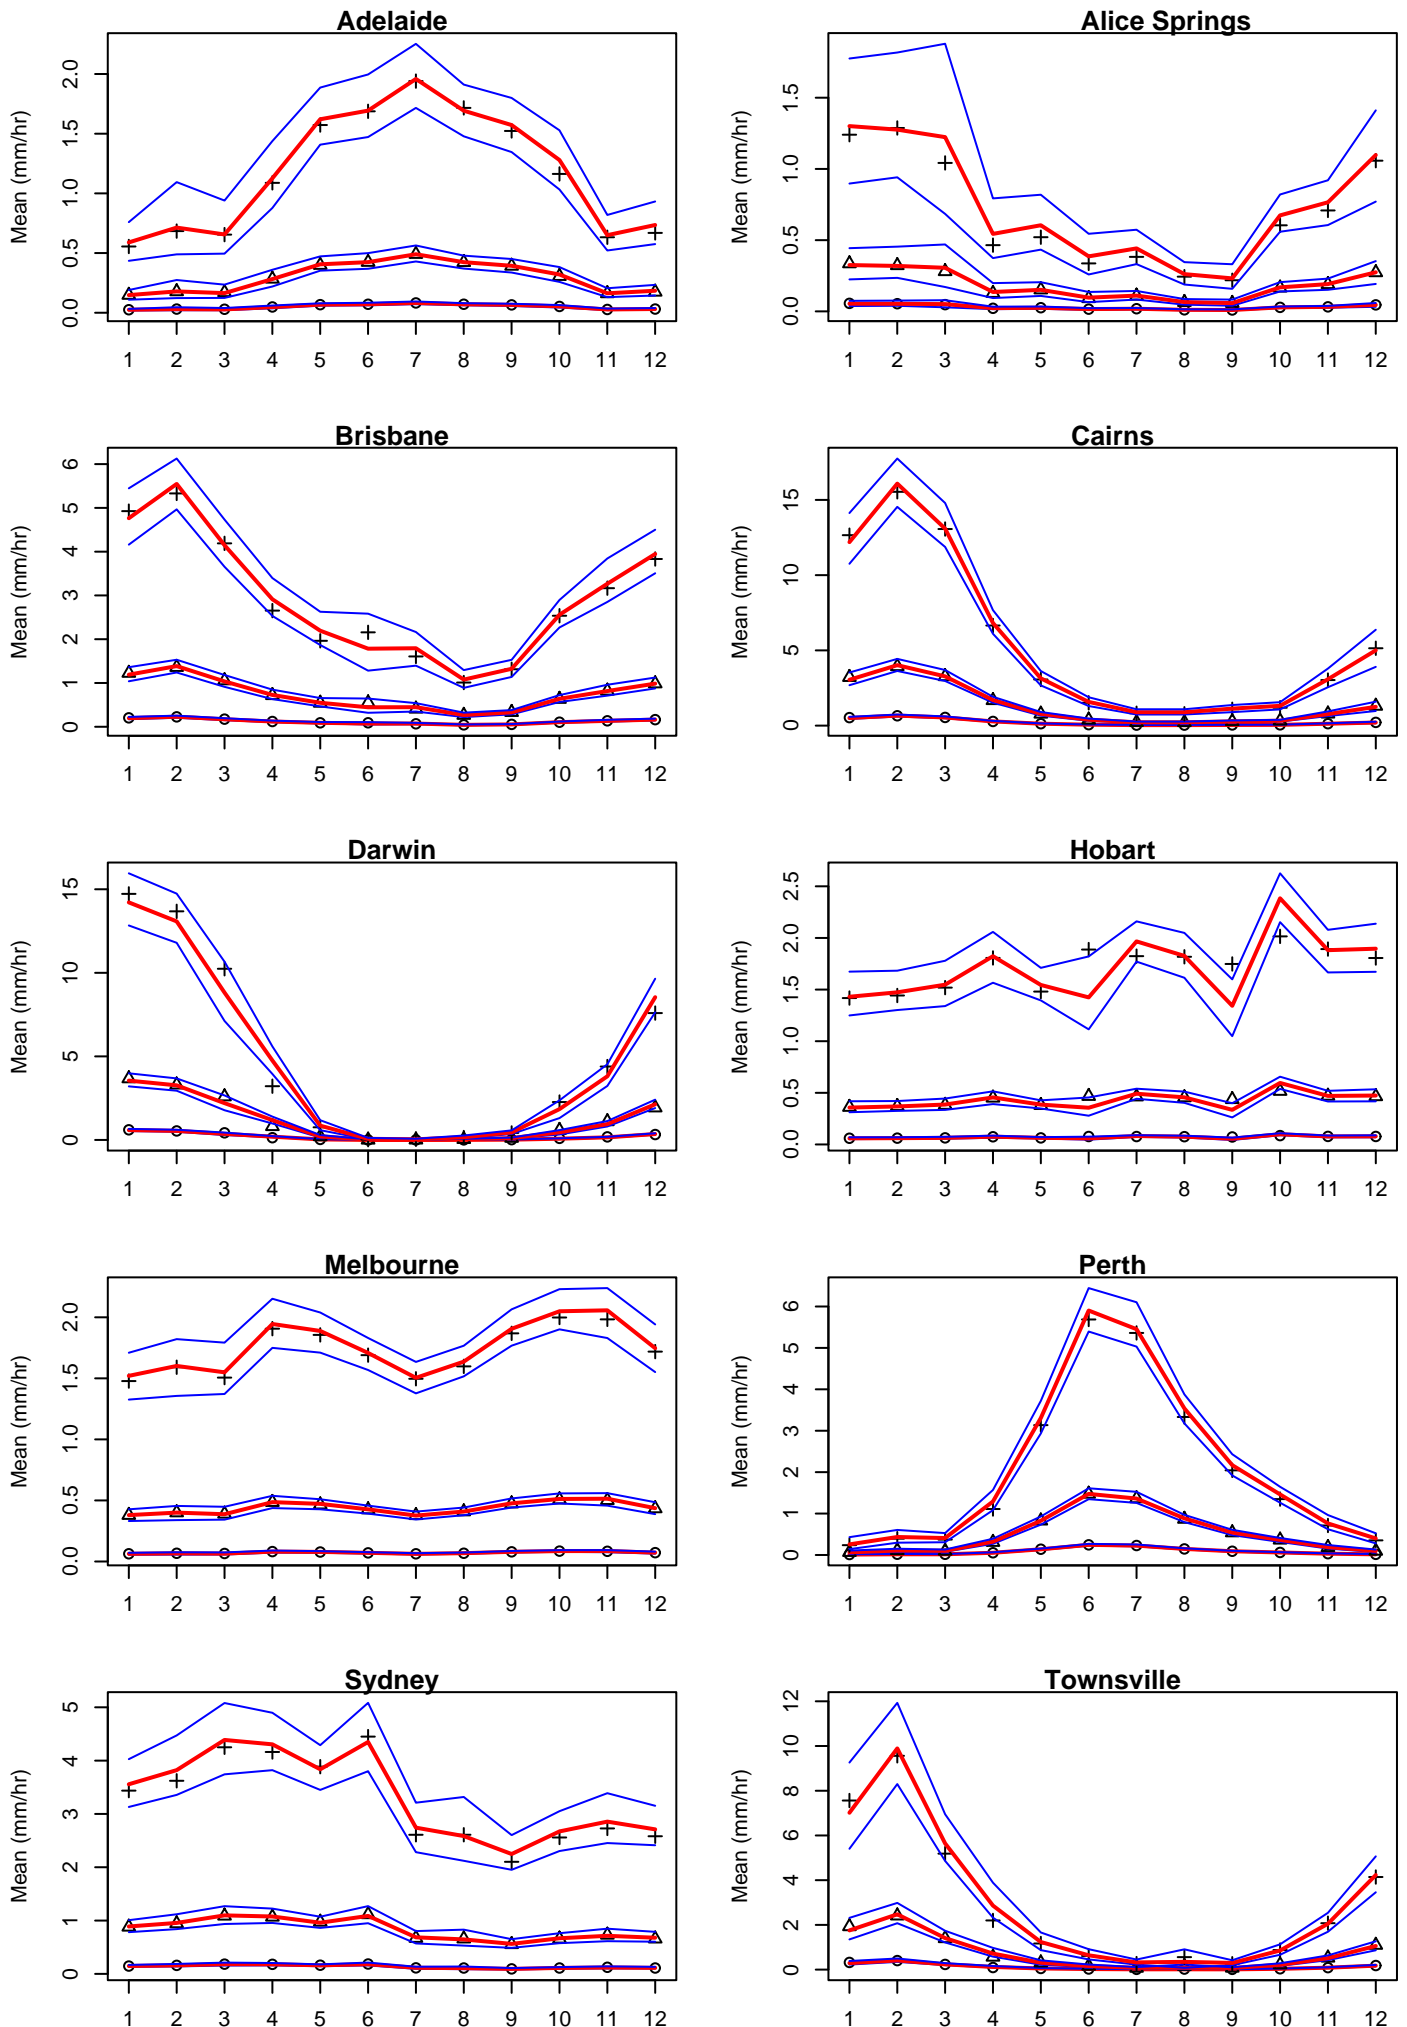 Adelaide
Mean (mm/hr)
0.0 0.5 1.0 1.5 2.0
1 2 3 4 5 6 7 8 9 10 11 12
Alice Springs
Mean (mm/hr)
0.0 0.5 1.0 1.5
1 2 3 4 5 6 7 8 9 10 11 12
Brisbane
Mean (mm/hr)
0 1 2 3 4 5 6
1 2 3 4 5 6 7 8 9 10 11 12
Cairns
Mean (mm/hr)
0 5 10 15
1 2 3 4 5 6 7 8 9 10 11 12
Darwin
Mean (mm/hr)
0 5 10 15
1 2 3 4 5 6 7 8 9 10 11 12
Hobart
Mean (mm/hr)
0.0 0.5 1.0 1.5 2.0 2.5
1 2 3 4 5 6 7 8 9 10 11 12
Melbourne
Mean (mm/hr)
0.0 0.5 1.0 1.5 2.0
1 2 3 4 5 6 7 8 9 10 11 12
Perth
Mean (mm/hr)
0 1 2 3 4 5 6
1 2 3 4 5 6 7 8 9 10 11 12
Sydney
Mean (mm/hr)
0 1 2 3 4 5
1 2 3 4 5 6 7 8 9 10 11 12
Townsville
Mean (mm/hr)
0 2 4 6 8 10 12
1 2 3 4 5 6 7 8 9 10 11 12